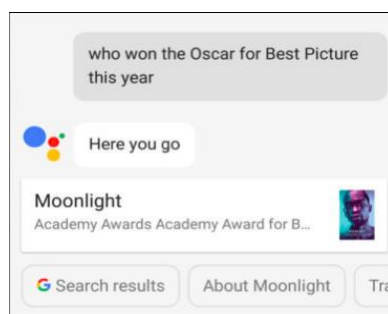 who won the Oscar for Best Picture
this year
Here you go
Moonlight
Academy Awards Academy Award for B...
Search results
About Moonlight
Tra